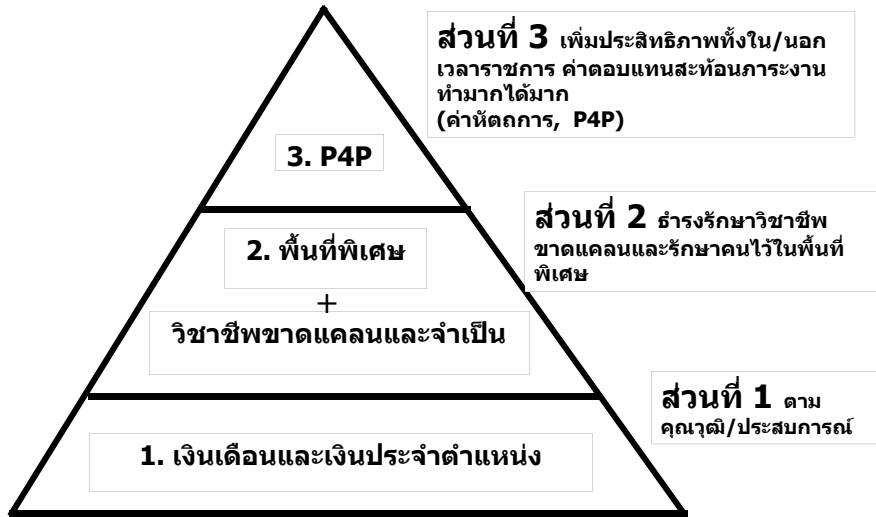 ส่วนที่ 3 เพิ่มประสิทธิภาพทั้งใน/นอก
เวลาราชการ ค่าตอบแทนสะท้อนภาระงาน
ทำมากได้มาก
(ค่าหัตถการ, P4P)
3. P4P
ส่วนที่ 2 ธำรงรักษาวิชาชีพ
ขาดแคลนและรักษาคนไว้ในพื้นที่
พิเศษ
2. พื้นที่พิเศษ
+
วิชาชีพขาดแคลนและจำเป็น
ส่วนที่ 1 ตาม
คุณวุฒิ/ประสบการณ์
1. เงินเดือนและเงินประจำตำแหน่ง